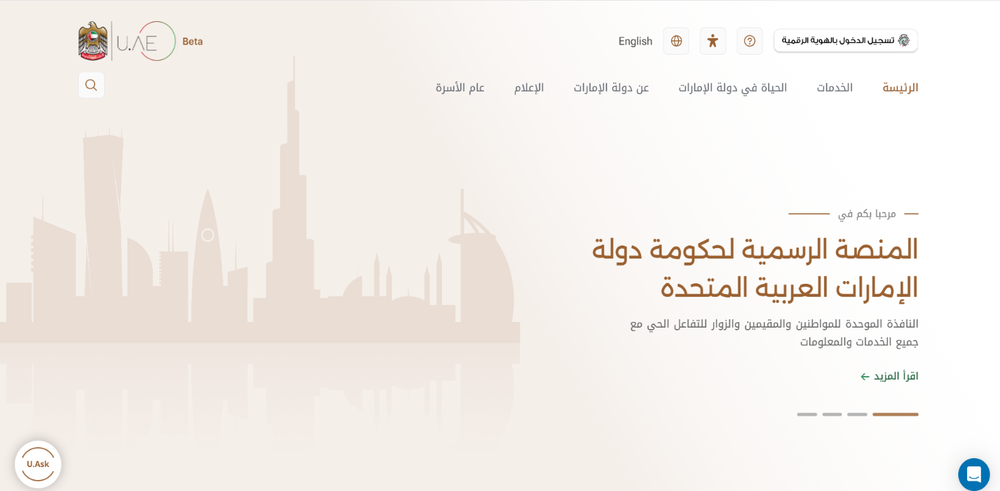 تسجيل الدخول بالهوية الرقمية
English
U.AE
Beta
الرئيسة
الخدمات
الحياة في دولة الإمارات
عن دولة الإمارات
الإعلام
عام الأسرة
مرحبا بكم في
المنصة الرسمية لحكومة دولة
الإمارات العربية المتحدة
النافذة الموحدة للمواطنين والمقيمين والزوار للتفاعل الحي مع
جميع الخدمات والمعلومات
اقرأ المزيد ←
U.Ask